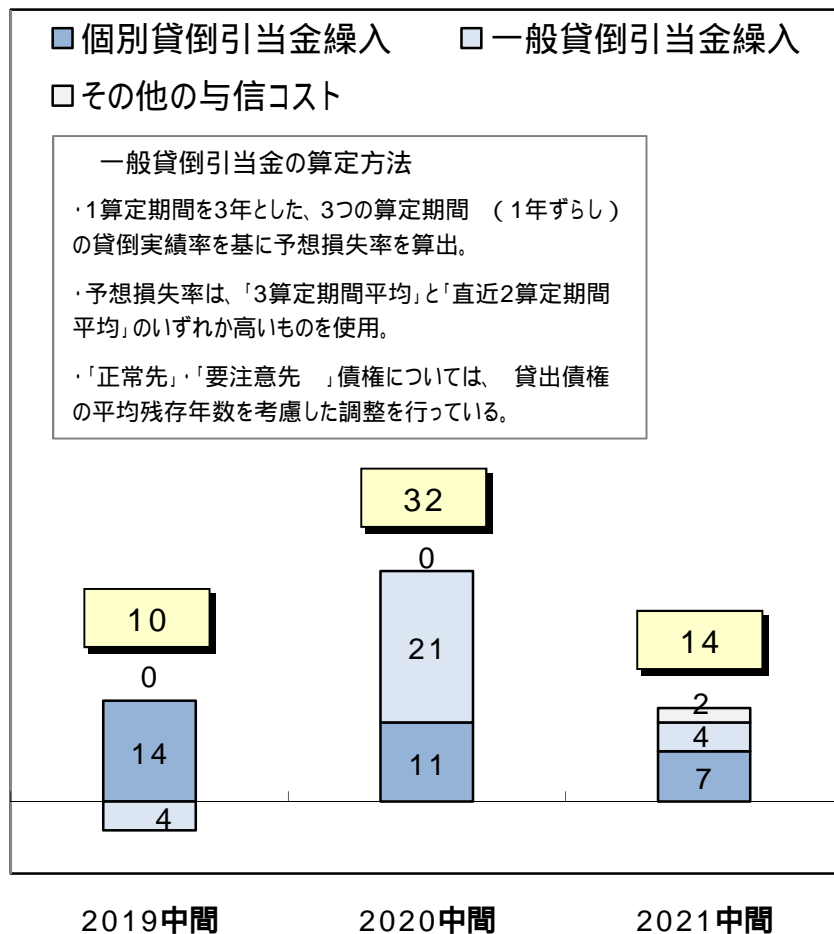 個別貸倒引当金繰入 一般貸倒引当金繰入
その他の与信コスト
一般貸倒引当金の算定方法
・1算定期間を3年とした、3つの算定期間 (1年ずらし)
の貸倒実績率を基に予想損失率を算出。
・予想損失率は、「3算定期間平均」と「直近2算定期間
平均」のいずれか高いものを使用。
・「正常先」・「要注意先 」債権については、 貸出債権
の平均残存年数を考慮した調整を行っている。
32
0
10
0
21
14
2
14
11
4
7
4
2019中間 2020中間 2021中間